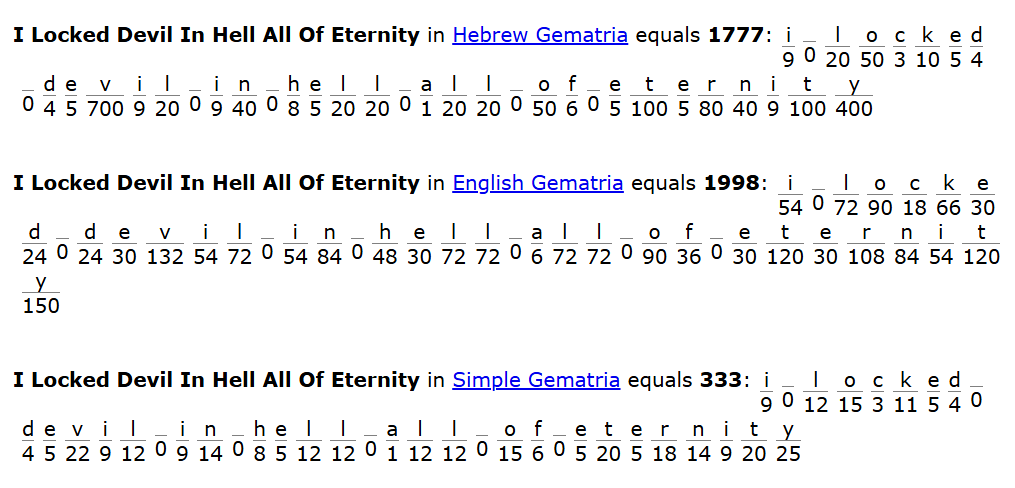 I Locked Devil In Hell All Of Eternity in Hebrew Gematria equals 1777: i _ l o c k e d
9 0 20 50 3 10 5 4
_ d e v i l _ i n _ h e l l _ a l l _ o f _ e t e r n i t y
0 4 5 700 9 20 0 9 40 0 8 5 20 20 0 1 20 20 0 50 6 0 5 100 5 80 40 9 100 400
I Locked Devil In Hell All Of Eternity in English Gematria equals 1998: i _ l o c k e
54 0 72 90 18 66 30
d _ d e v i l _ i n _ h e l l _ a l l _ o f _ e t e r n i t
24 0 24 30 132 54 72 0 54 84 0 48 30 72 72 0 6 72 72 0 90 36 0 30 120 30 108 84 54 120
y
150
I Locked Devil In Hell All Of Eternity in Simple Gematria equals 333: i _ l o c k e d _
9 0 12 15 3 11 5 4 0
d e v i l _ i n _ h e l l _ a l l _ o f _ e t e r n i t y
4 5 22 9 12 0 9 14 0 8 5 12 12 0 1 12 12 0 15 6 0 5 20 5 18 14 9 20 25